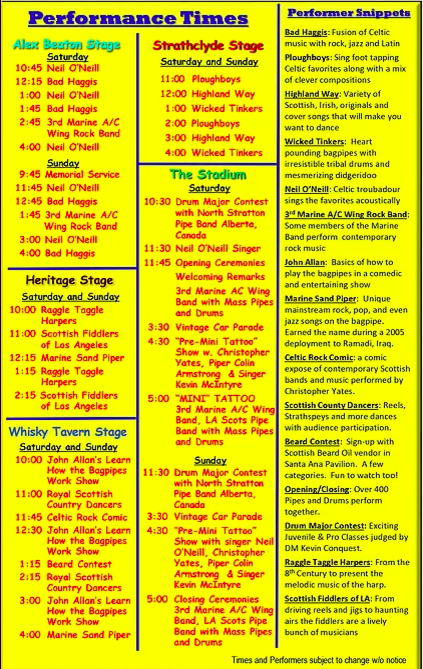 Performance Times
Alex Beaton Stage
Saturday
10:45 Neil O'Neill
12:15 Bad Haggis
1:00 Neil O'Neill
1:45 Bad Haggis
2:45 3rd Marine A/C
Wing Rock Band
4:00 Neil O'Neill
Sunday
9:45 Memorial Service
11:45 Neil O'Neill
12:45 Bad Haggis
1:45 3rd Marine A/C
Wing Rock Band
3:00 Neil O'Neill
4:00 Bad Haggis
Heritage Stage
Saturday and Sunday
10:00 Raggle Taggle
Harpers
11:00 Scottish Fiddlers
of Los Angeles
12:15 Marine Sand Piper
1:15 Raggle Taggle
Harpers
2:15 Scottish Fiddlers
of Los Angeles
Whisky Tavern Stage
Saturday and Sunday
10:00 John Allan's Learn
How the Bagpipes
Work Show
11:00 Royal Scottish
Country Dancers
11:45 Celtic Rock Comic
12:30 John Allan's Learn
How the Bagpipes
Work Show
1:15 Beard Contest
2:15 Royal Scottish
Country Dancers
3:00 John Allan's Learn
How the Bagpipes
Work Show
4:00 Marine Sand Piper
Strathclyde Stage
Saturday and Sunday
11:00 Ploughboys
12:00 Highland Way
1:00 Wicked Tinkers
2:00 Ploughboys
3:00 Highland Way
4:00 Wicked Tinkers
The Stadium
Saturday
10:30 Drum Major Contest
with North Stratton
Pipe Band Alberta,
Canada
11:30 Neil O'Neill Singer
11:45 Opening Ceremonies
Welcoming Remarks
3rd Marine AC Wing
Band with Mass Pipes
and Drums
3:30 Vintage Car Parade
4:30 "Pre-Mini Tattoo"
Show w. Christopher
Yates, Piper Colin
Armstrong & Singer
Kevin McIntyre
5:00 "MINI" TATTOO
3rd Marine A/C Wing
Band, LA Scots Pipe
Band with Mass Pipes
and Drums
Sunday
11:30 Drum Major Contest
with North Stratton
Pipe Band Alberta,
Canada
3:30 Vintage Car Parade
4:30 "Pre-Mini Tattoo"
Show with singer Neil
O'Neill, Christopher
Yates, Piper Colin
Armstrong & Singer
Kevin McIntyre
5:00 Closing Ceremonies
3rd Marine A/C Wing
Band, LA Scots Pipe
Band with Mass Pipes
and Drums
Performer Snippets
Bad Haggis: Fusion of Celtic
music with rock, jazz and Latin
Ploughboys: Sing foot tapping
Celtic favorites along with a mix
of clever compositions
Highland Way: Variety of
Scottish, Irish, originals and
cover songs that will make you
want to dance
Wicked Tinkers: Heart
pounding bagpipes with
irresistible tribal drums and
mesmerizing didgeridoo
Neil O'Neill: Celtic troubadour
sings the favorites acoustically
3rd Marine A/C Wing Rock Band:
Some members of the Marine
Band perform contemporary
rock music
John Allan: Basics of how to
play the bagpipes in a comedic
and entertaining show
Marine Sand Piper: Unique
mainstream rock, pop, and even
jazz songs on the bagpipe.
Earned the name during a 2005
deployment to Ramadi, Iraq.
Celtic Rock Comic: a comic
expose of contemporary Scottish
bands and music performed by
Christopher Yates.
Scottish County Dancers: Reels,
Strathspeys and more dances
with audience participation.
Beard Contest: Sign-up with
Scottish Beard Oil vendor in
Santa Ana Pavilion. A few
categories. Fun to watch too!
Opening/Closing: Over 400
Pipes and Drums perform
together.
Drum Major Contest: Exciting
Juvenile & Pro Classes judged by
DM Kevin Conquest.
Raggle Taggle Harpers: From the
8th Century to present the
melodic music of the harp.
Scottish Fiddlers of LA: From
driving reels and jigs to haunting
airs the fiddlers are a lively
bunch of musicians
Times and Performers subject to change w/o notice